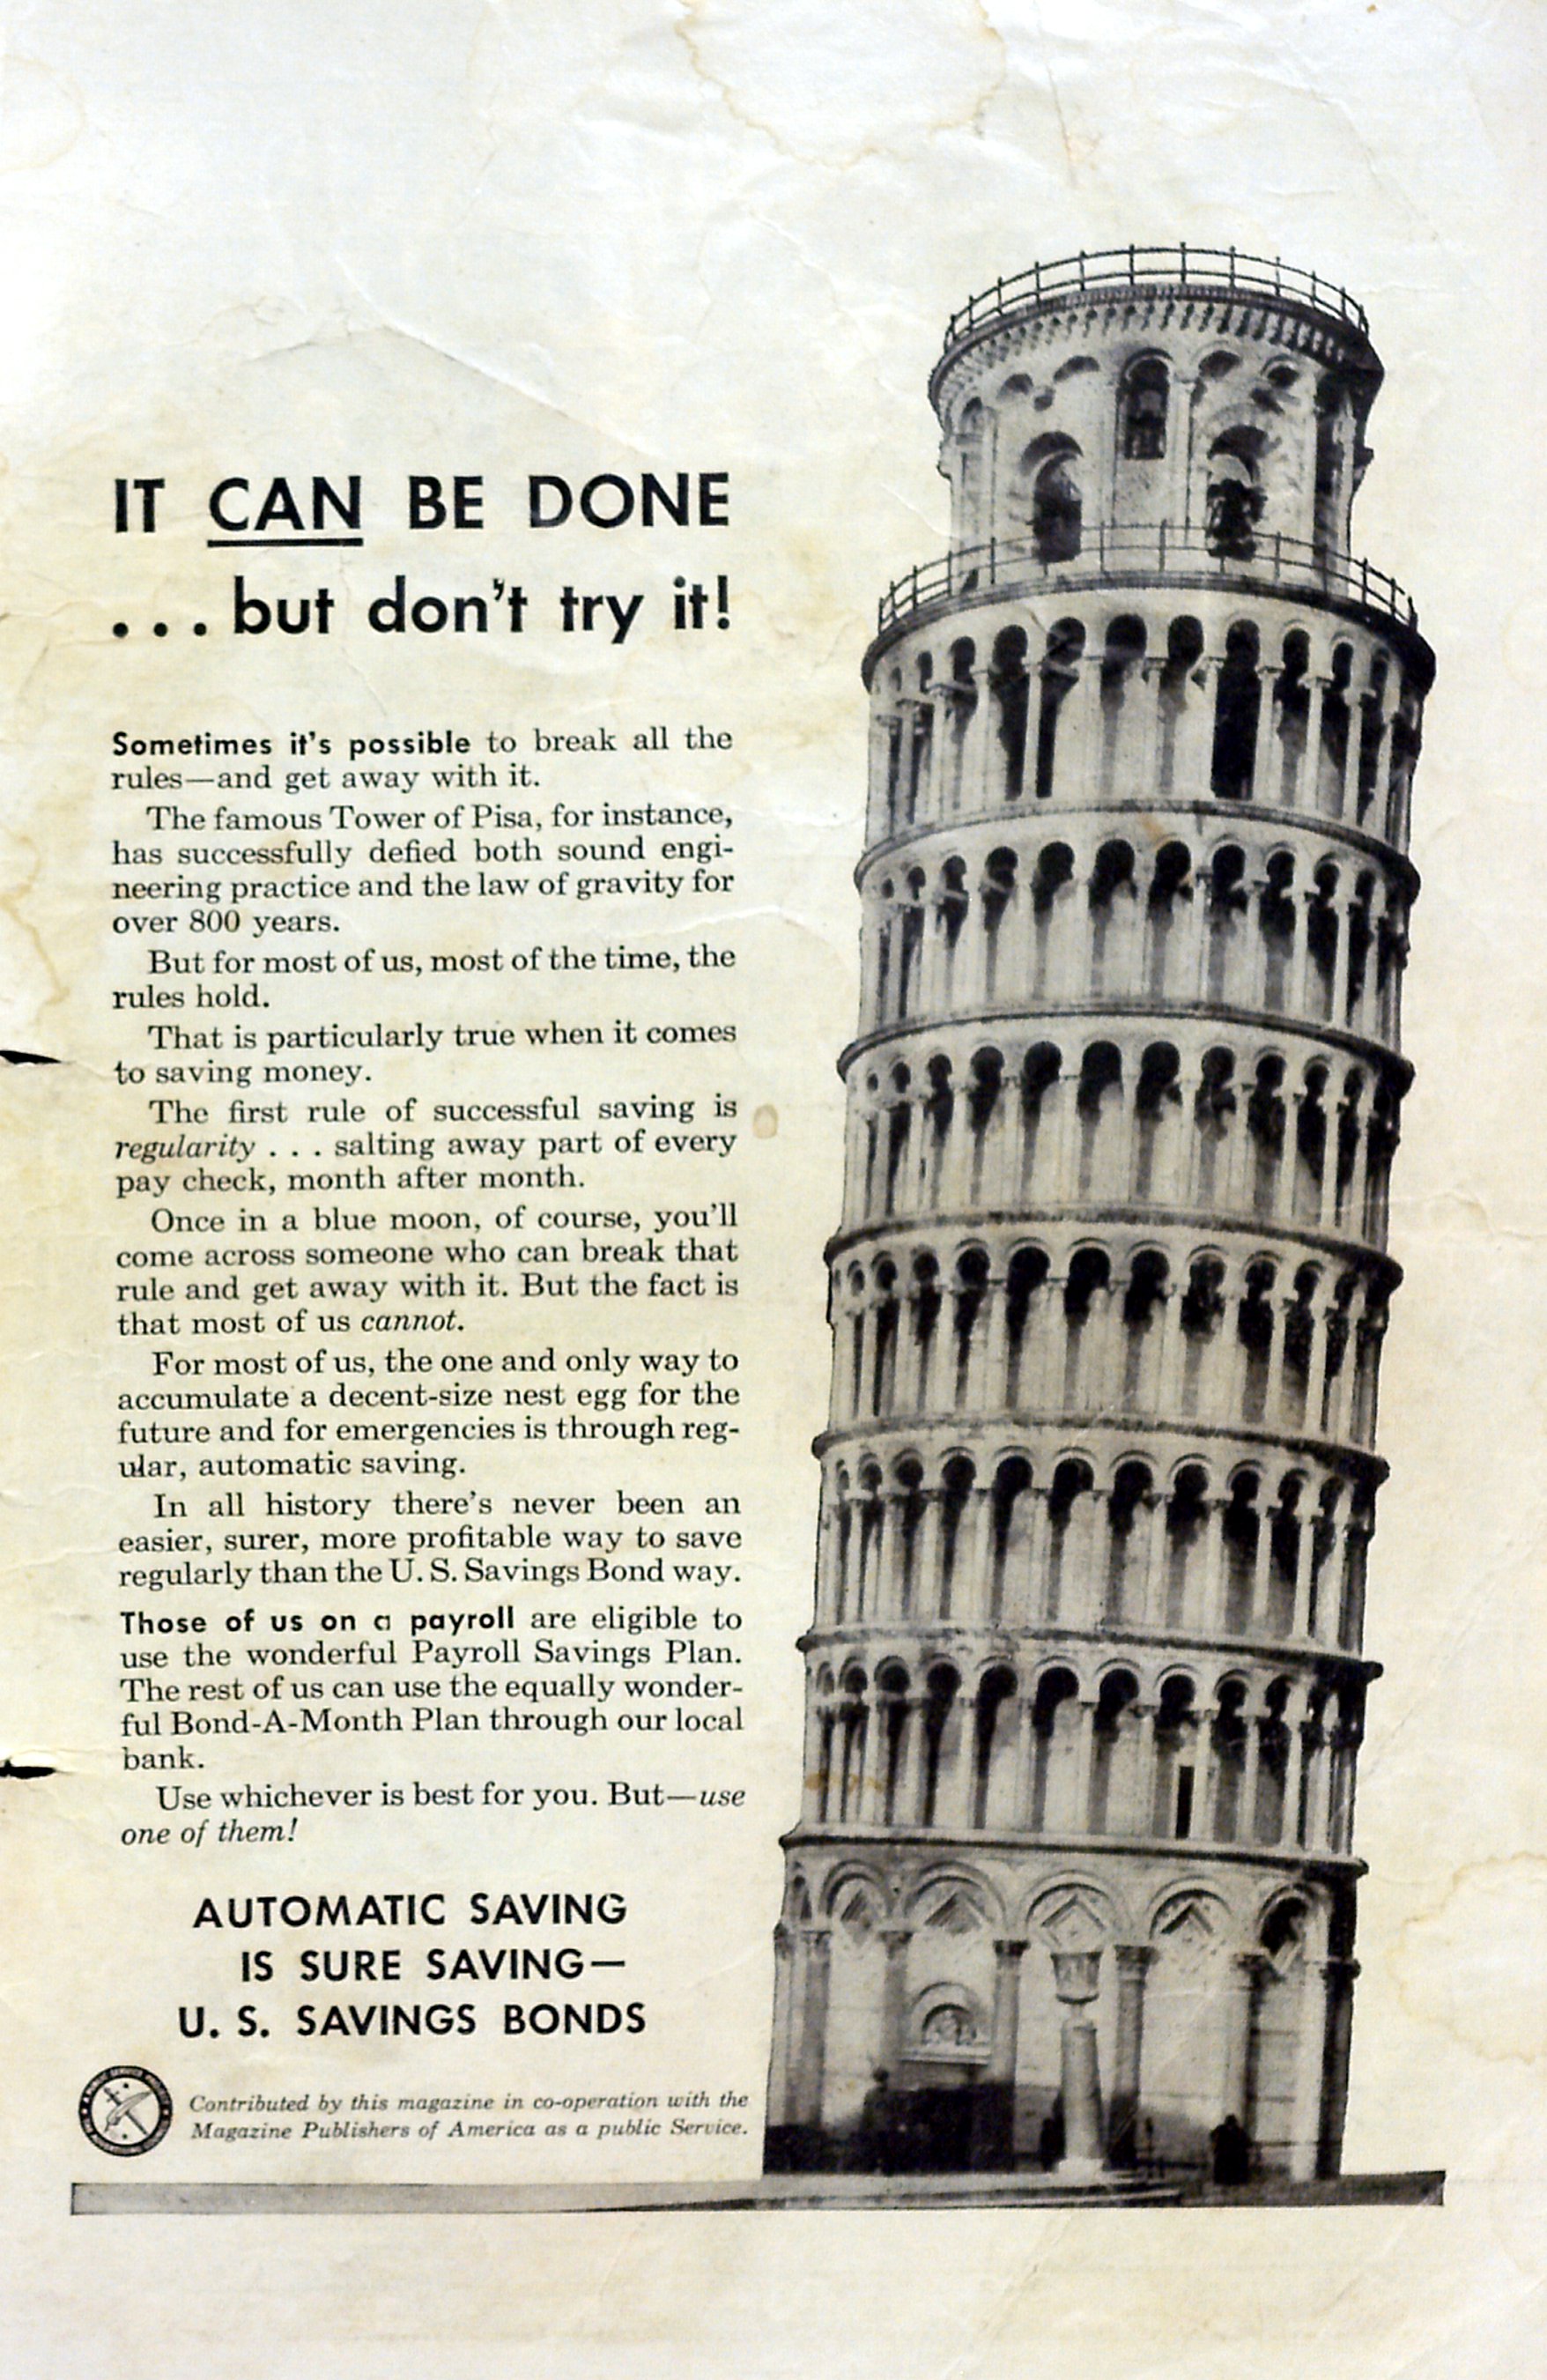 IT CAN BE DONE
... but don't try it!
Sometimes it's possible to break all the
rules—and get away with it.
The famous Tower of Pisa, for instance,
has successfully defied both sound engi-
neering practice and the law of gravity for
over 800 years.
But for most of us, most of the time, the
rules hold.
That is particularly true when it comes
to saving money.
The first rule of successful saving is
regularity . . . salting away part of every
pay check, month after month.
Once in a blue moon, of course, you'll
come across someone who can break that
rule and get away with it. But the fact is
that most of us cannot.
For most of us, the one and only way to
accumulate a decent-size nest egg for the
future and for emergencies is through reg-
ular, automatic saving.
In all history there's never been an
easier, surer, more profitable way to save
regularly than the U. S. Savings Bond way.
Those of us on a payroll are eligible to
use the wonderful Payroll Savings Plan.
The rest of us can use the equally wonder-
ful Bond-A-Month Plan through our local
bank.
Use whichever is best for you. But—use
one of them!
AUTOMATIC SAVING
IS SURE SAVING—
U. S. SAVINGS BONDS
Contributed by this magazine in co-operation with the
Magazine Publishers of America as a public Service.